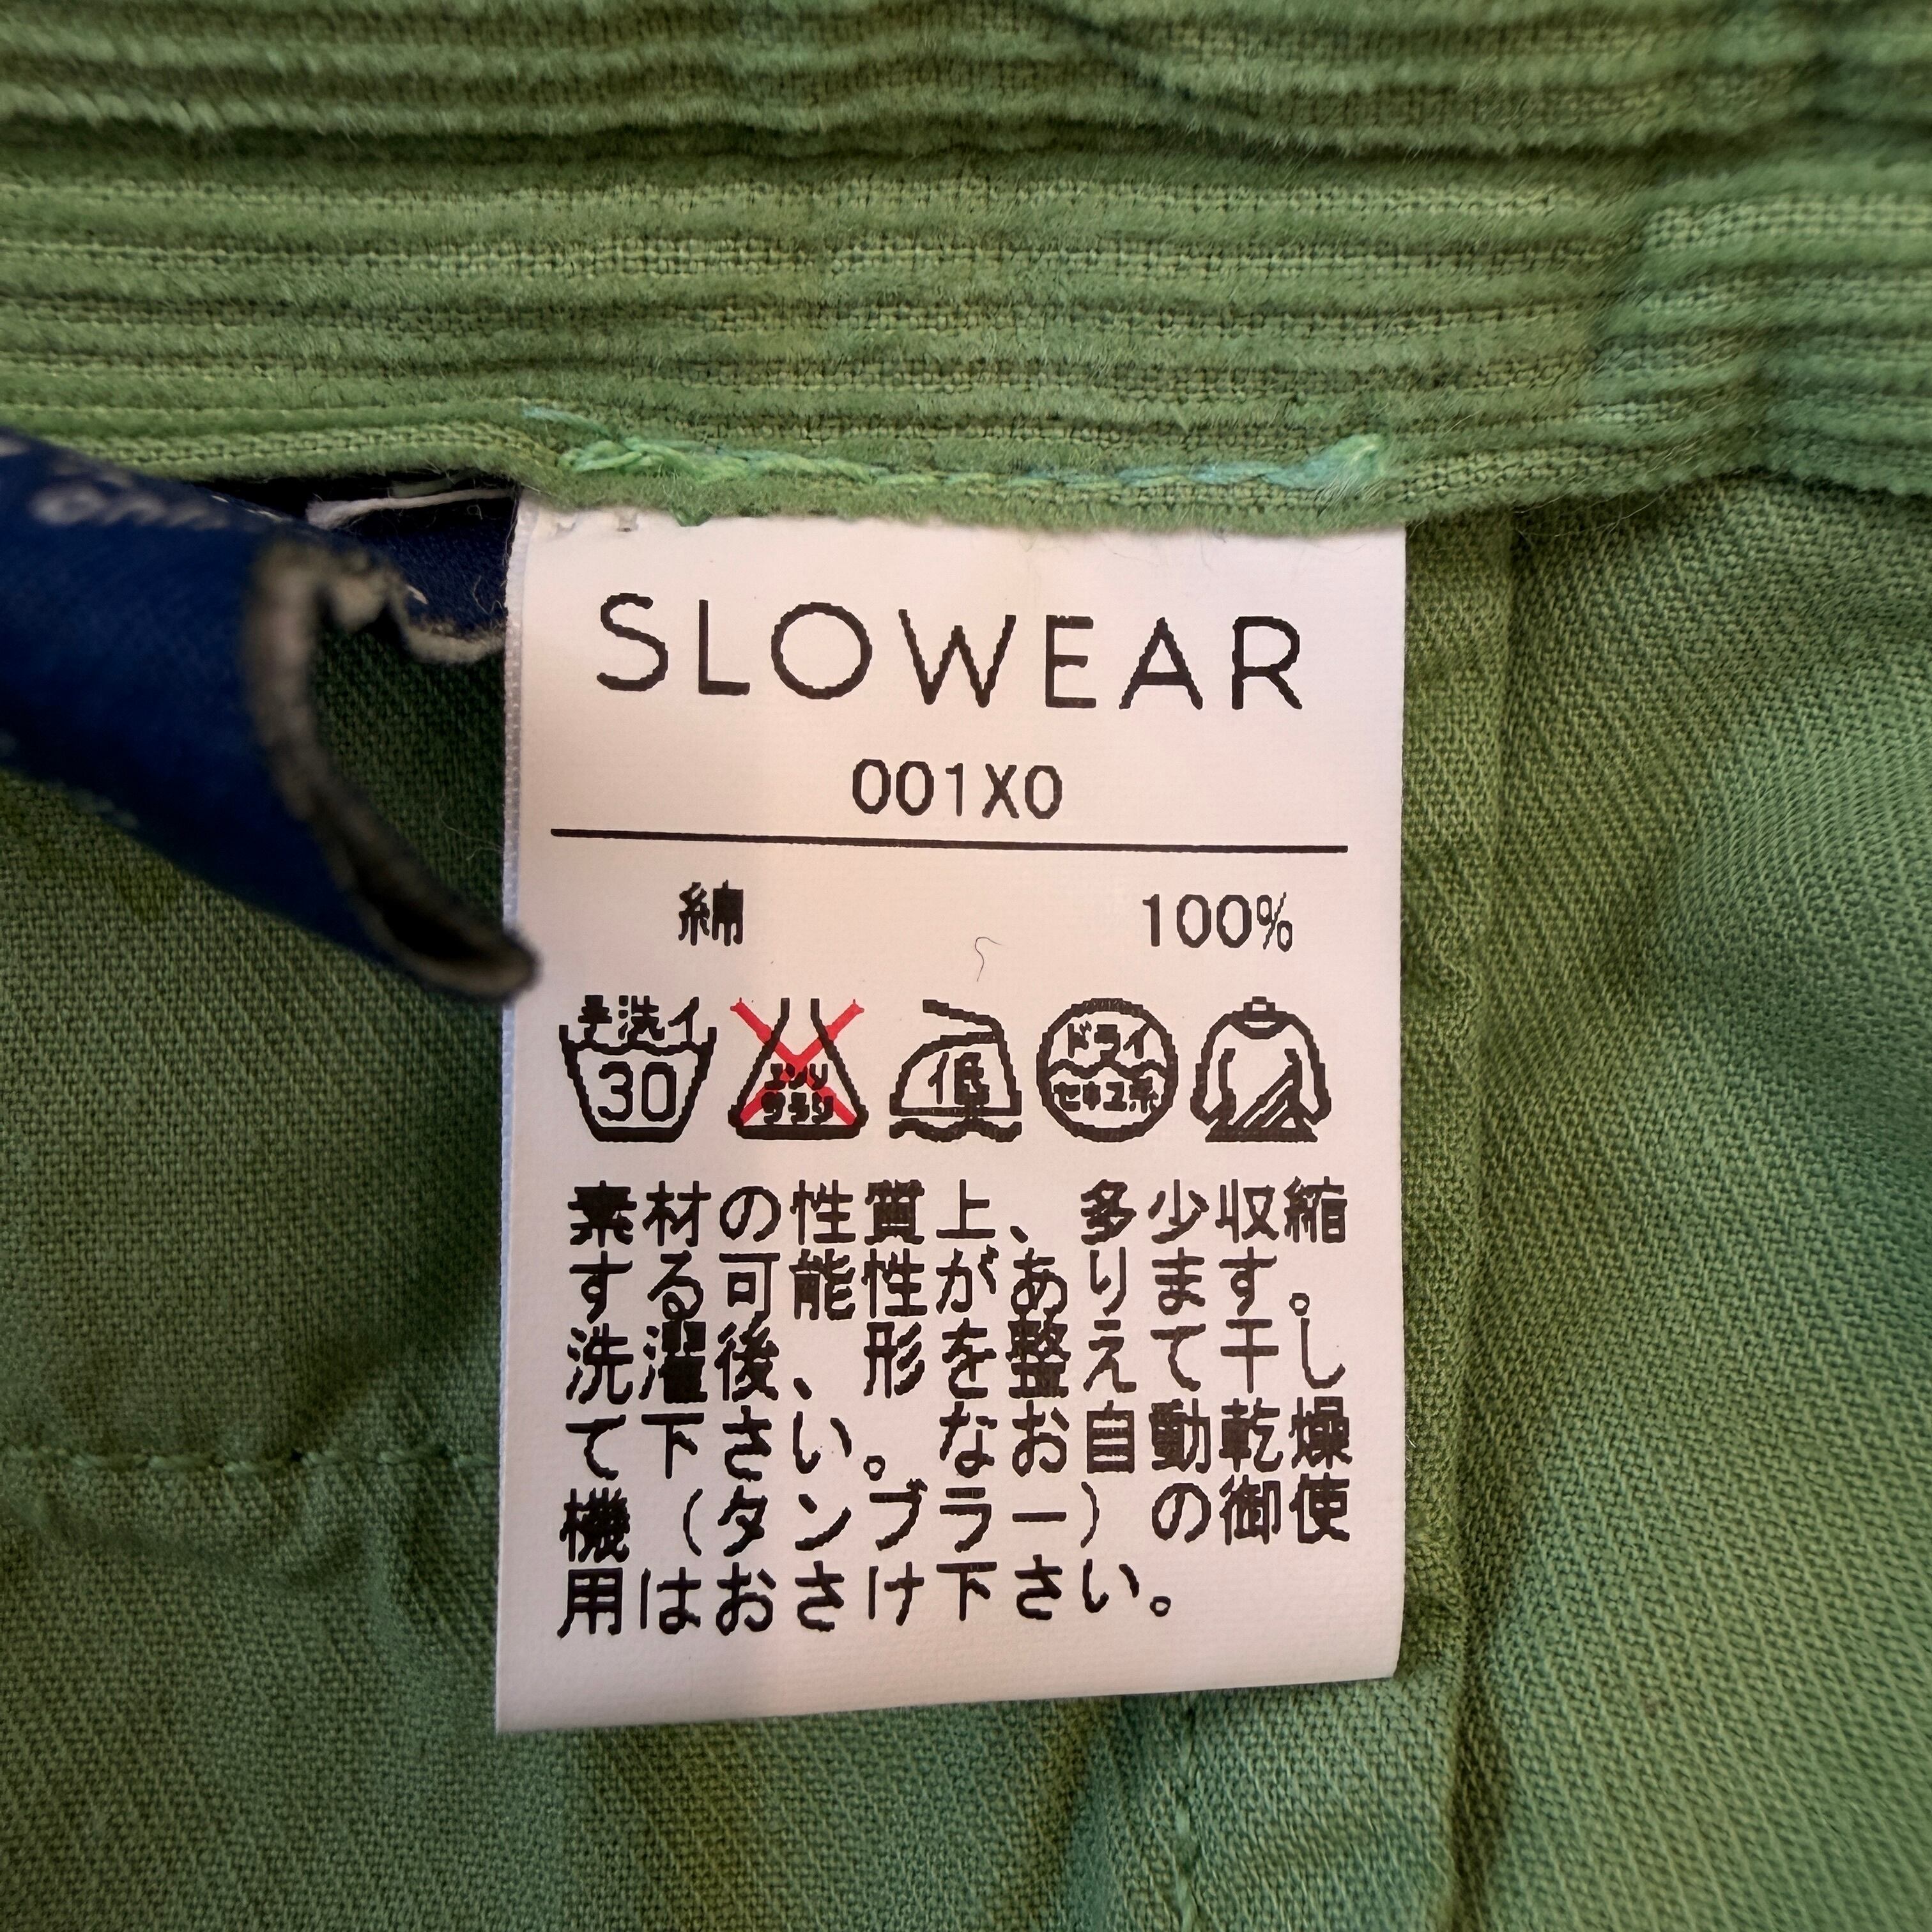 SLOWEAR
001X0
綿 100%
手洗イ
30
エンソ
サラシ
低
ドライ
セキユ系
素材の性質上、多少収縮
する可能性があります。
洗濯後、形を整えて干し
て下さい。なお自動乾燥
機(タンブラー)の御使
用はおさけ下さい。